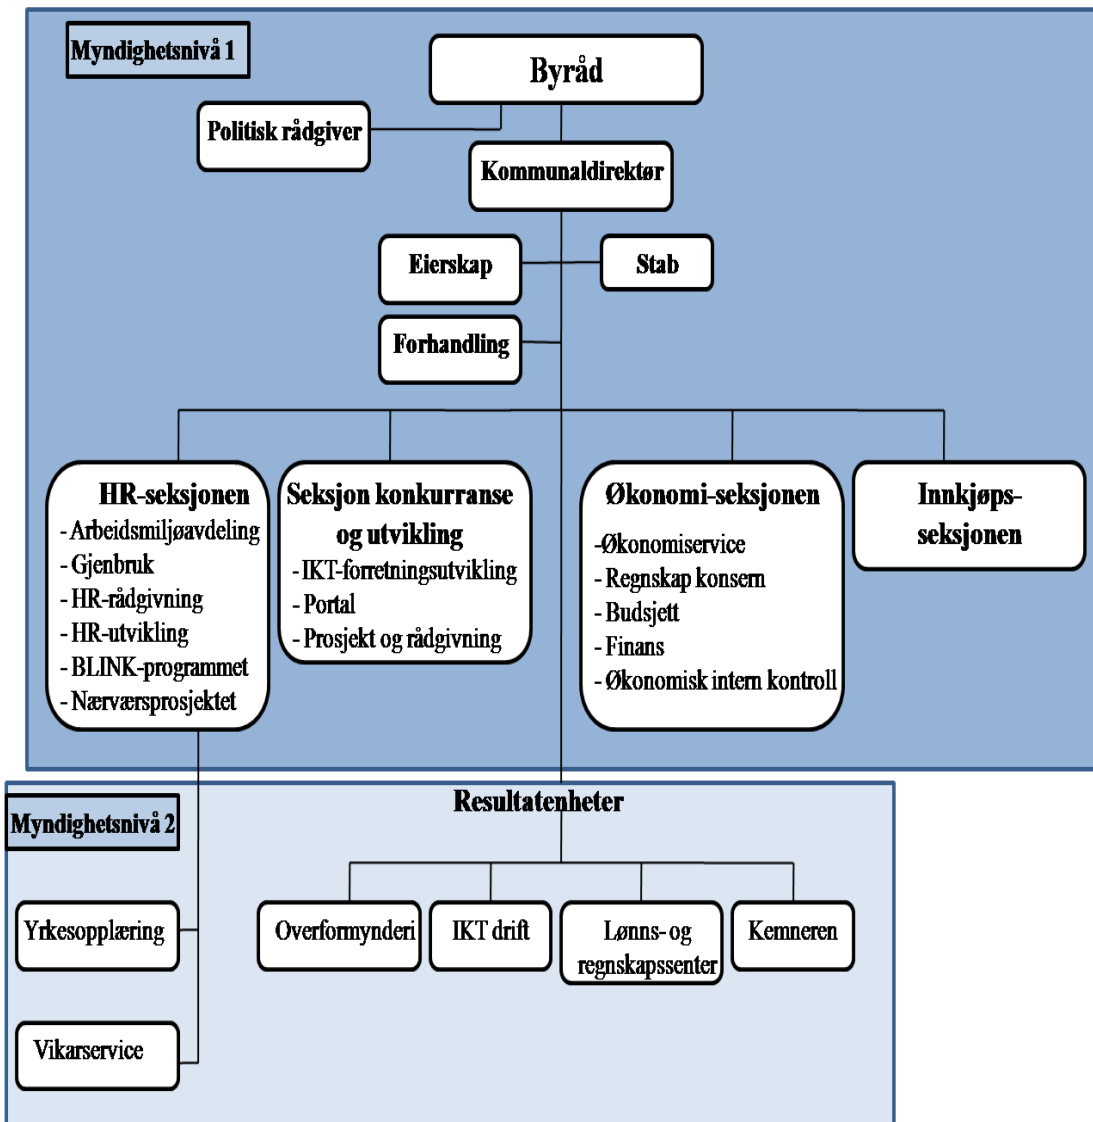 Myndighetsnivå 1
Byråd
Politisk rådgiver
Kommunaldirektør
Eierskap
Stab
Forhandling
HR-seksjonen
- Arbeidsmiljøavdeling
- Gjenbruk
- HR-rådgivning
- HR-utvikling
- BLINK-programmet
- Nærværsprosjektet
Seksjon konkurranse
og utvikling
- IKT-forretningsutvikling
- Portal
- Prosjekt og rådgivning
Økonomi-seksjonen
-Økonomiservice
- Regnskap konsern
- Budsjett
- Finans
- Økonomisk intern kontroll
Innkjøps-
seksjonen
Resultatenheter
Myndighetsnivå 2
Yrkesopplæring
Vikarservice
Overformynderi
IKT drift
Lønns- og
regnskapssenter
Kemneren